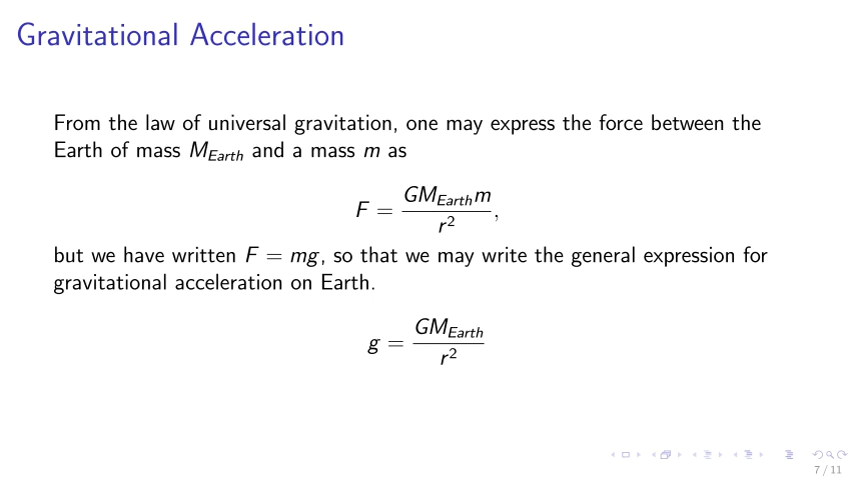 Gravitational Acceleration
From the law of universal gravitation, one may express the force between the
Earth of mass M_Earth and a mass m as
F = GM_Earth m / r²,
but we have written F = mg, so that we may write the general expression for
gravitational acceleration on Earth.
g = GM_Earth / r²
7 / 11